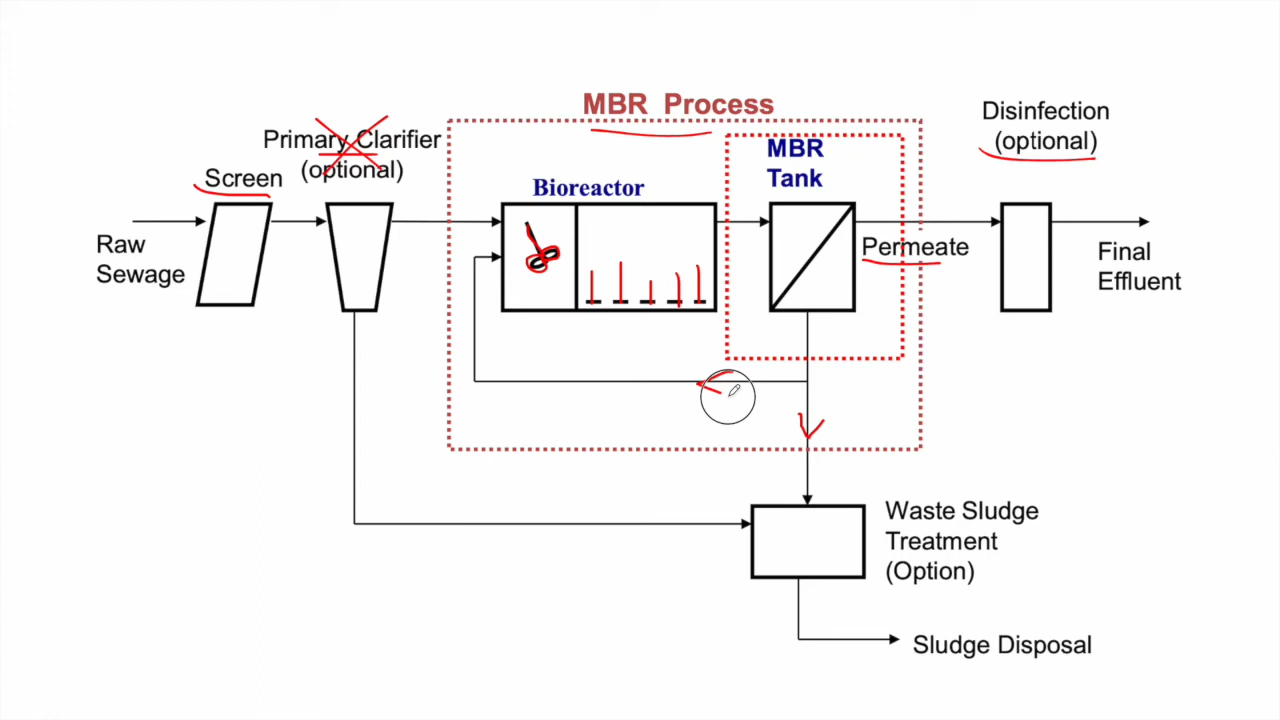 MBR Process
Disinfection
(optional)
Primary Clarifier
(optional)
MBR
Tank
Screen
Bioreactor
Raw
Sewage
Permeate
Final
Effluent
Waste Sludge
Treatment
(Option)
Sludge Disposal